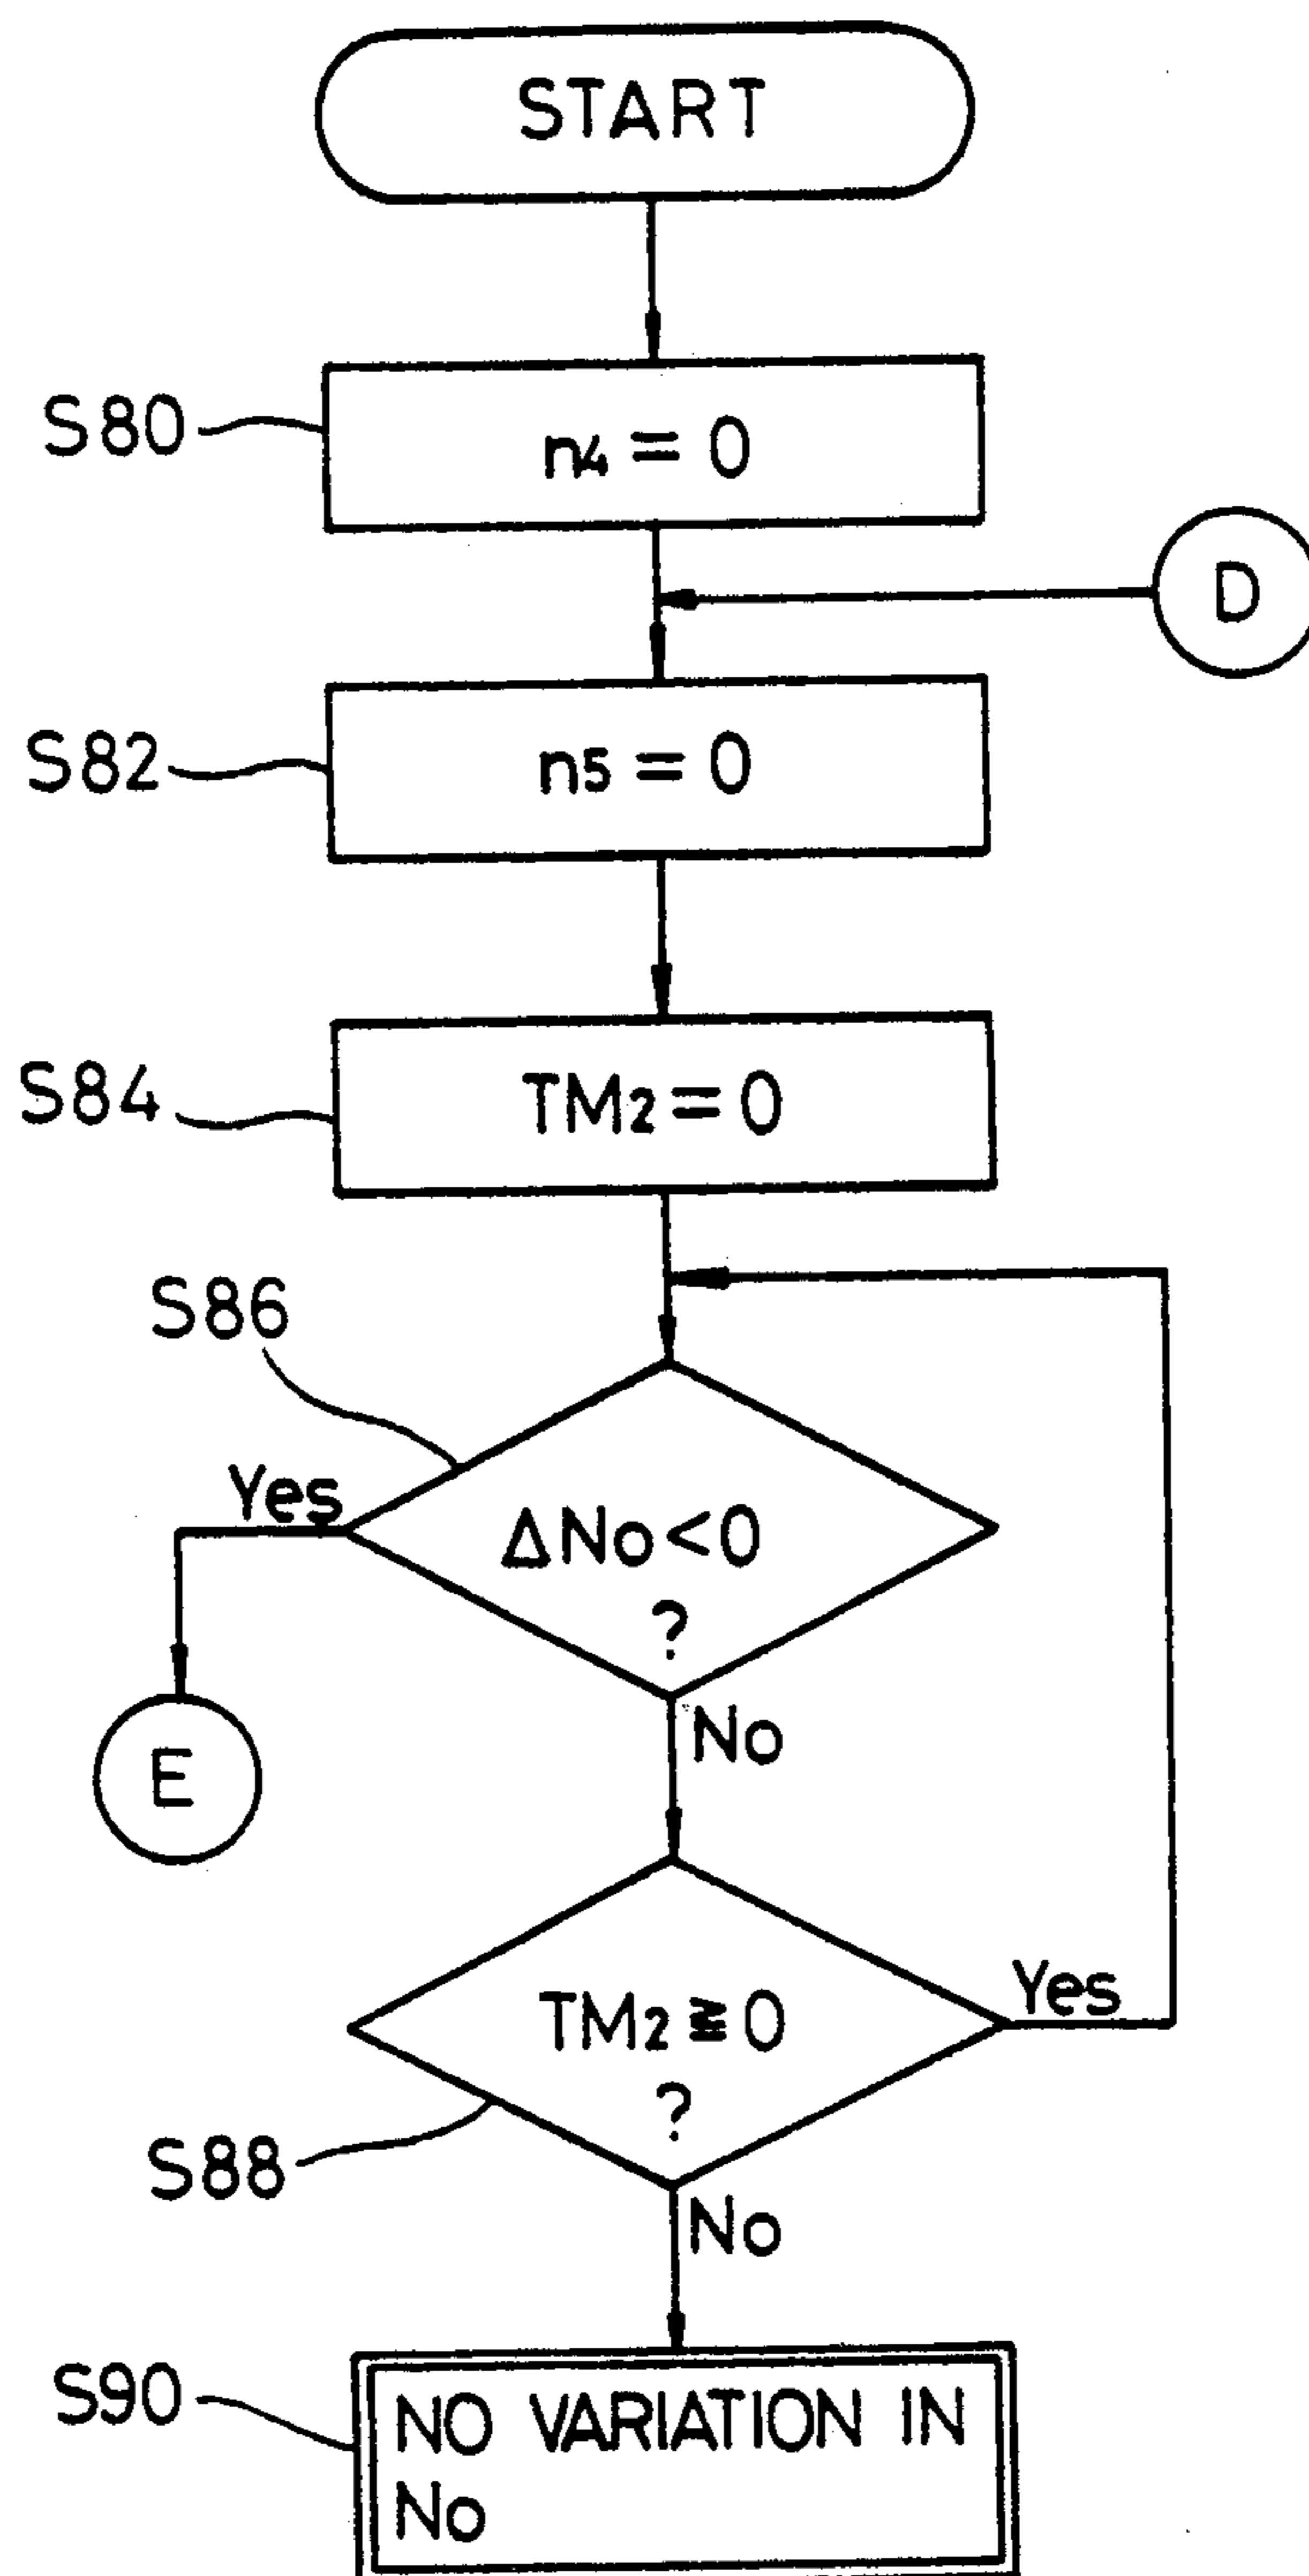 START
S80
n4 = 0
D
S82
n5 = 0
S84
TM2 = 0
S86
Yes
ΔNo < 0
?
No
E
TM2 ≧ 0
?
Yes
S88
No
S90
NO VARIATION IN
No